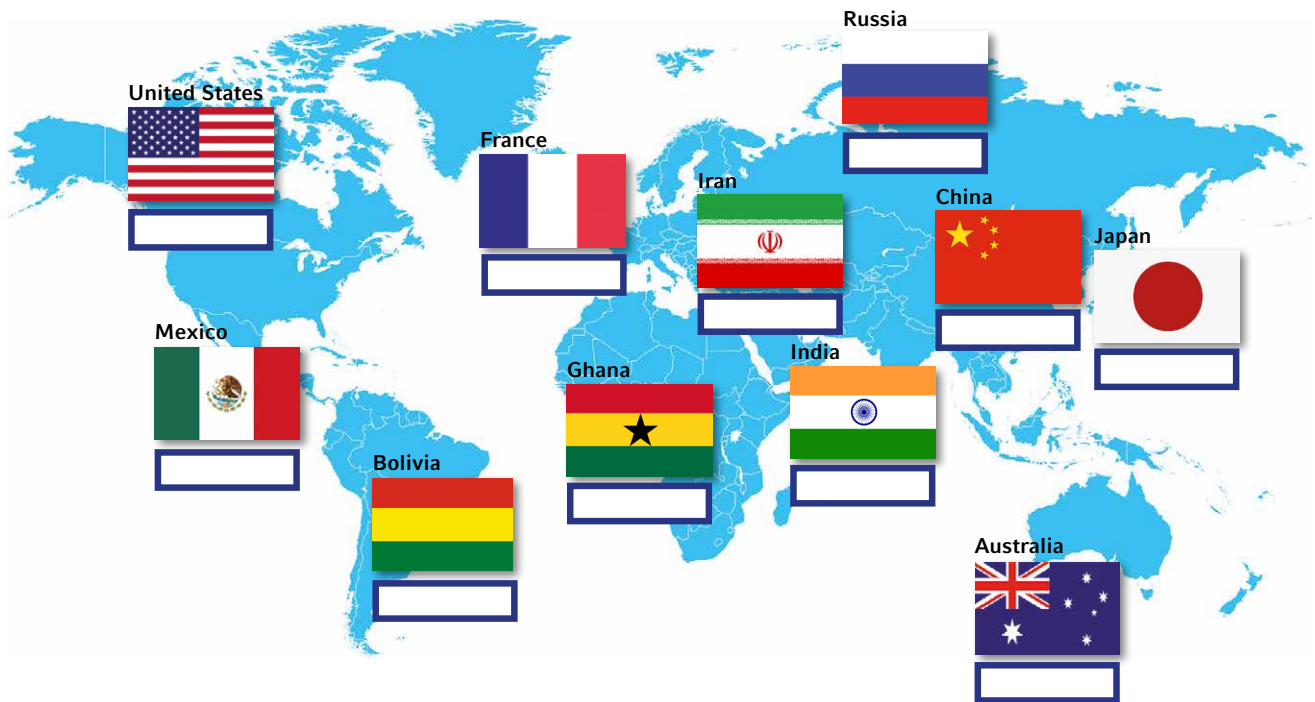 Russia
United States
France
Iran
China
Japan
Mexico
India
Ghana
Bolivia
Australia